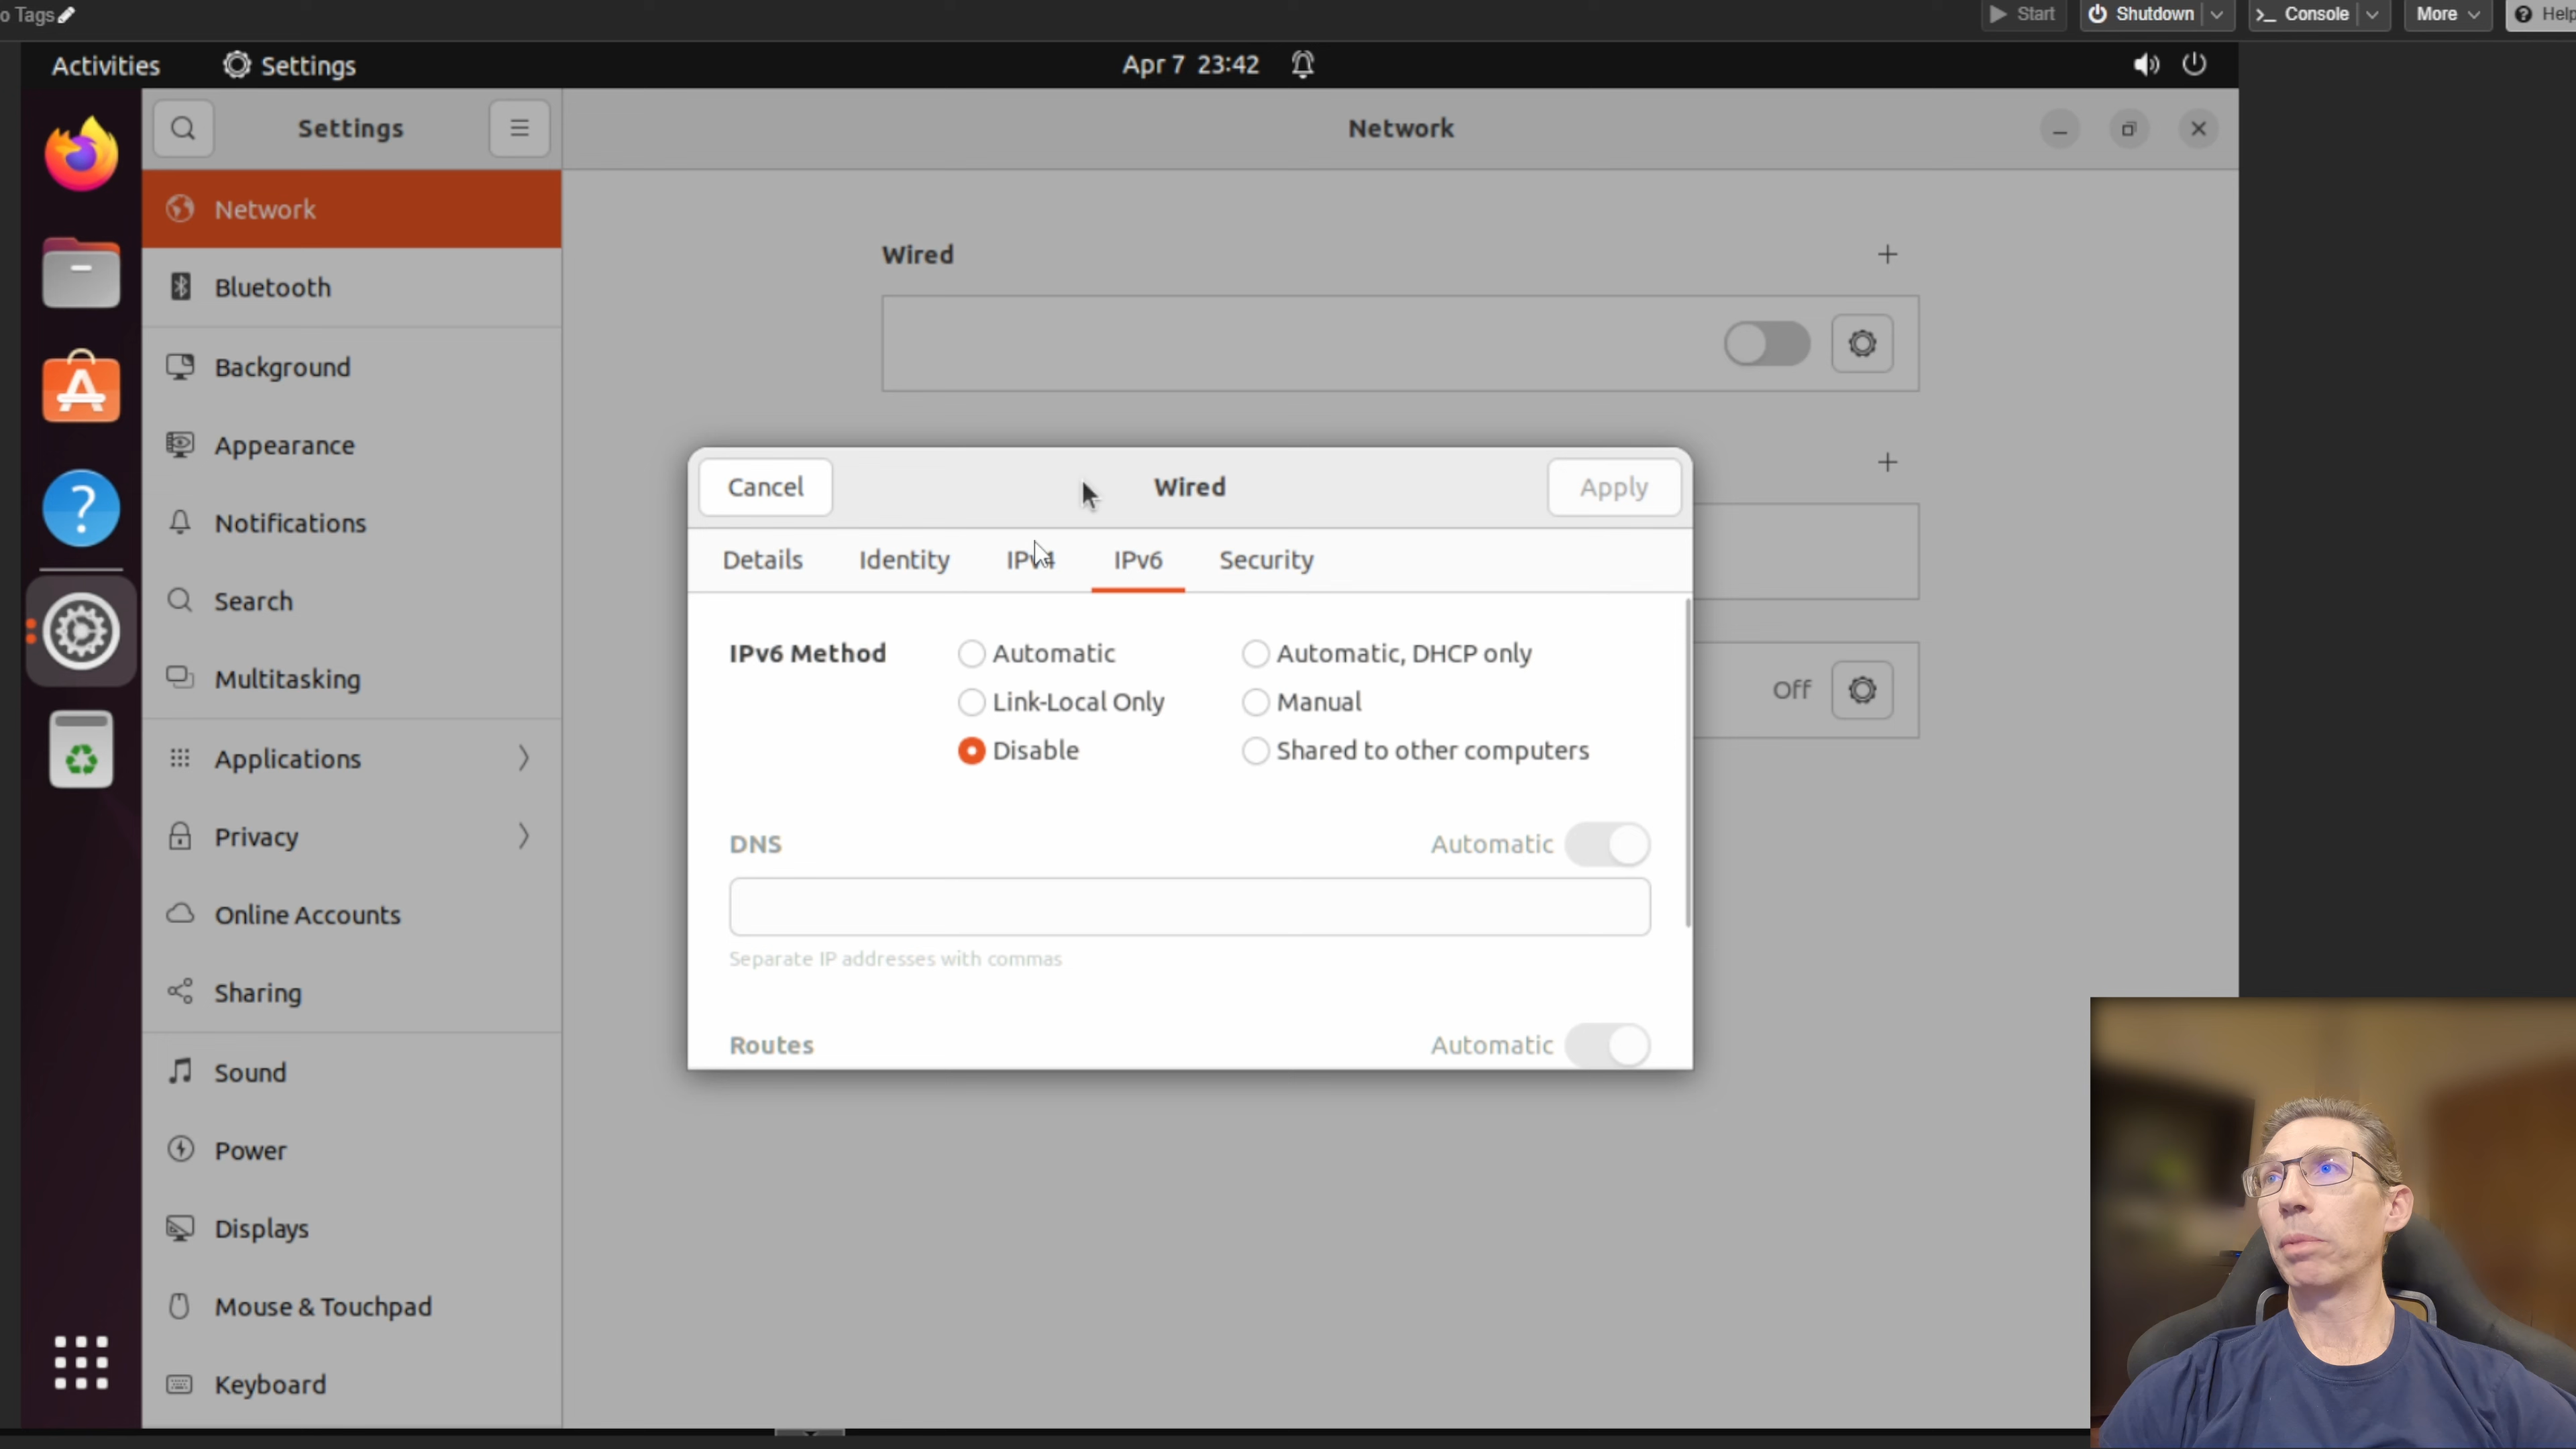 o Tags
Start
Shutdown
Console
More
Help
Activities
Settings
Apr 7 23:42
Settings
Network
Network
Bluetooth
Background
Appearance
Notifications
Search
Multitasking
Applications
Privacy
Online Accounts
Sharing
Sound
Power
Displays
Mouse & Touchpad
Keyboard
Wired
Off
Cancel
Wired
Apply
Details
Identity
IPv4
IPv6
Security
IPv6 Method
Automatic
Automatic, DHCP only
Link-Local Only
Manual
Disable
Shared to other computers
DNS
Automatic
Separate IP addresses with commas
Routes
Automatic